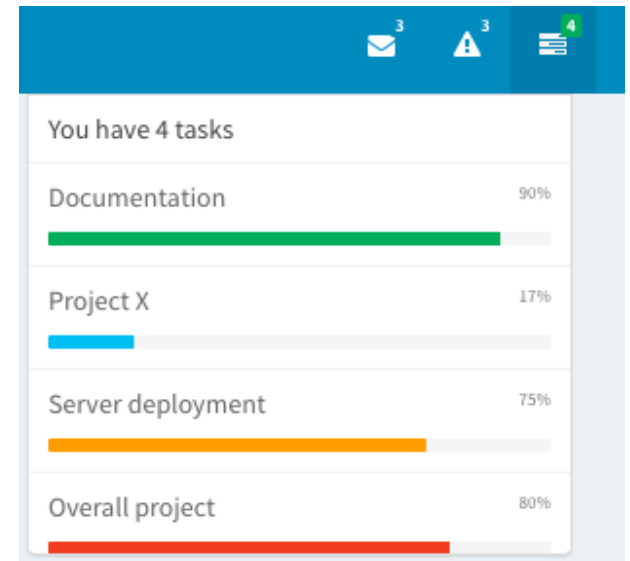 3 3 4
You have 4 tasks
Documentation 90%
Project X 17%
Server deployment 75%
Overall project 80%